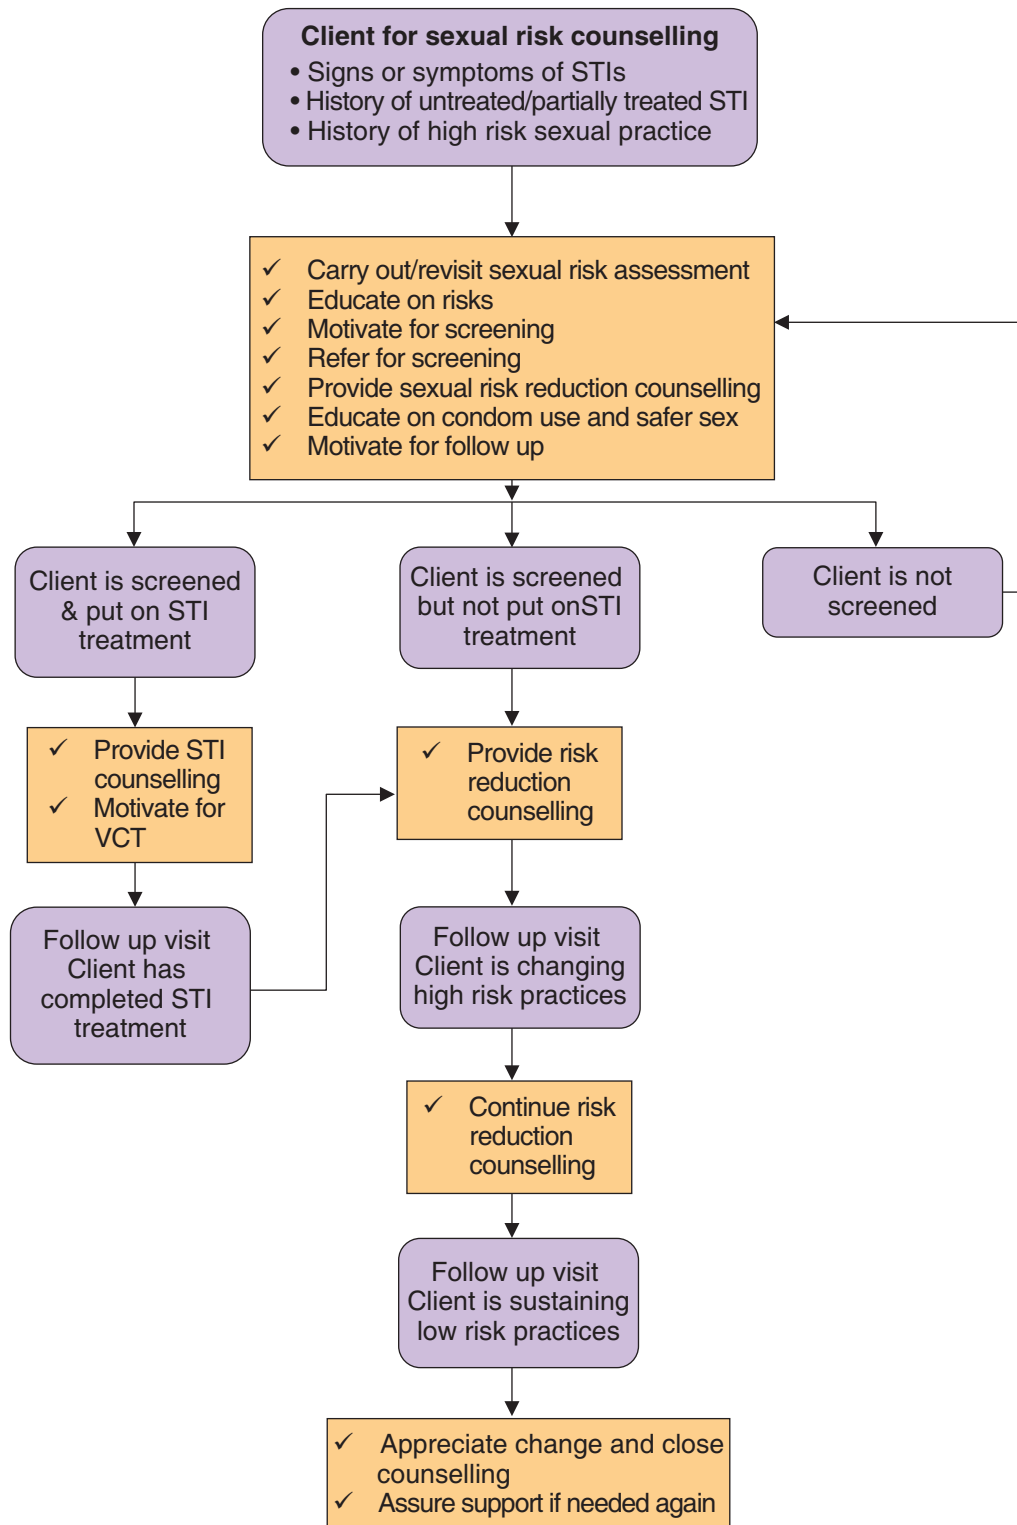 Client for sexual risk counselling
• Signs or symptoms of STIs
• History of untreated/partially treated STI
• History of high risk sexual practice
✓ Carry out/revisit sexual risk assessment
✓ Educate on risks
✓ Motivate for screening
✓ Refer for screening
✓ Provide sexual risk reduction counselling
✓ Educate on condom use and safer sex
✓ Motivate for follow up
Client is screened
& put on STI
treatment
Client is screened
but not put onSTI
treatment
Client is not
screened
✓ Provide STI
counselling
✓ Motivate for
VCT
✓ Provide risk
reduction
counselling
Follow up visit
Client has
completed STI
treatment
Follow up visit
Client is changing
high risk practices
✓ Continue risk
reduction
counselling
Follow up visit
Client is sustaining
low risk practices
✓ Appreciate change and close
counselling
✓ Assure support if needed again